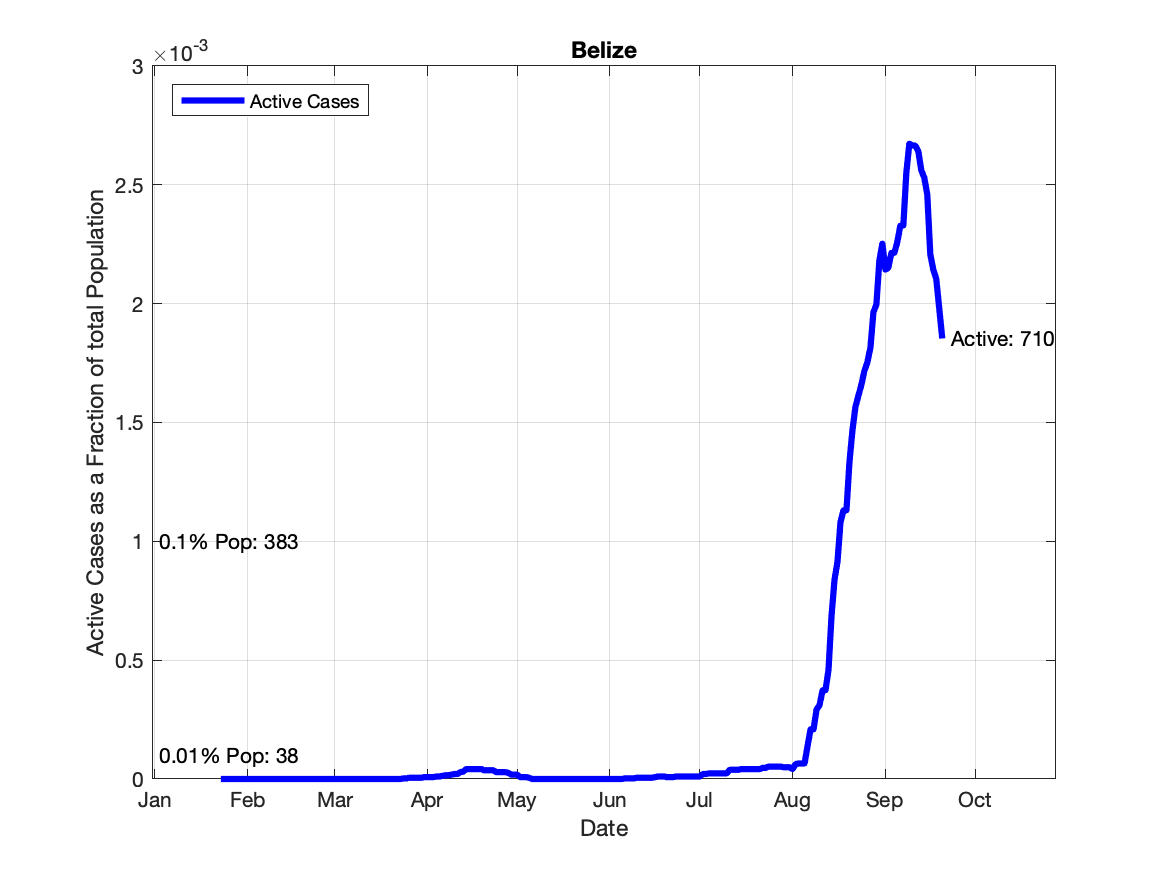 Belize
×10-3
3
2.5
2
1.5
1
0.5
0
Active Cases
Active: 710
0.1% Pop: 383
0.01% Pop: 38
Active Cases as a Fraction of total Population
Jan Feb Mar Apr May Jun Jul Aug Sep Oct
Date